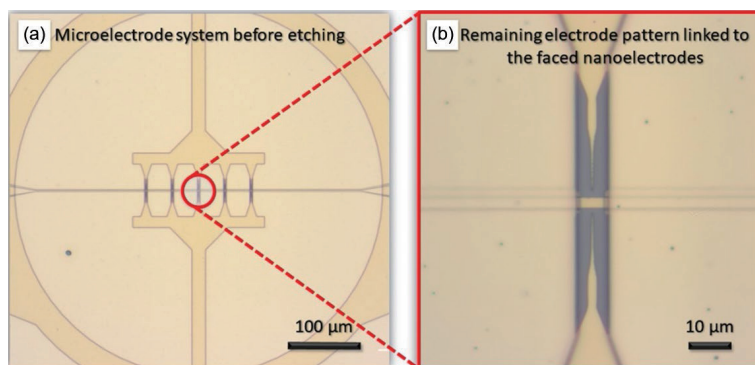 (a) Microelectrode system before etching
100 μm
(b) Remaining electrode pattern linked to
the faced nanoelectrodes
10 μm